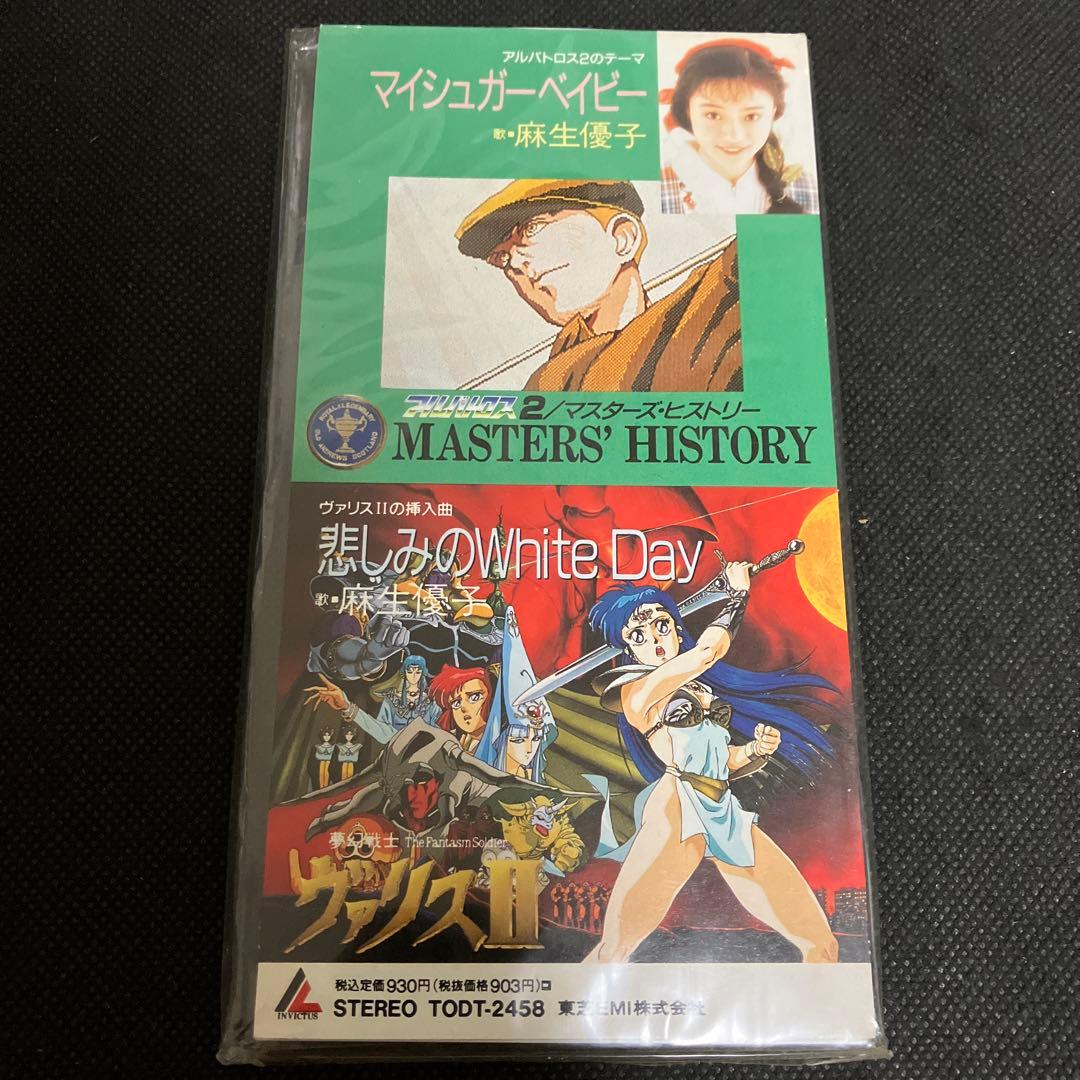 アルバトロス2のテーマ
マイシュガーベイビー
歌・麻生優子
アルバトロス2/マスターズ・ヒストリー
ROYAL & LEGENDARY
OLD ANDREWS SCOTLAND
MASTERS' HISTORY
ヴァリスIIの挿入曲
悲しみのWhite Day
歌・麻生優子
夢幻戦士 The Fantasm Soldier
ヴァリスII
INVICTUS
税込定価930円(税抜価格903円)
STEREO TODT-2458 東芝EMI株式会社